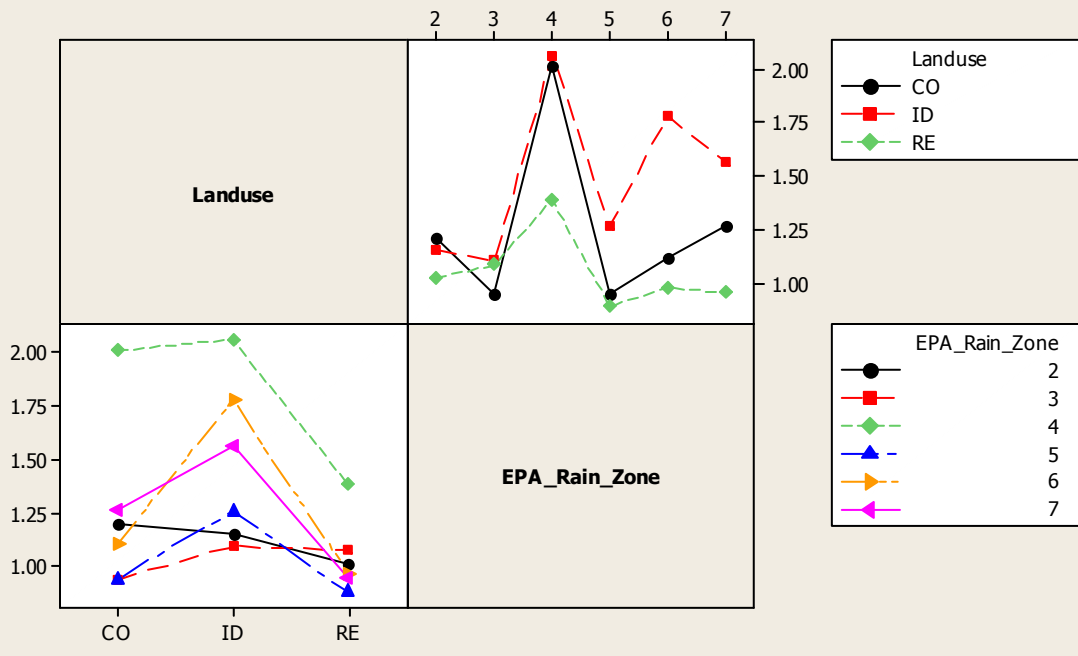 2 3 4 5 6 7
2.00
1.75
1.50
1.25
1.00
Landuse
Landuse
CO
ID
RE
2.00
1.75
1.50
1.25
1.00
EPA_Rain_Zone
CO ID RE
EPA_Rain_Zone
2
3
4
5
6
7